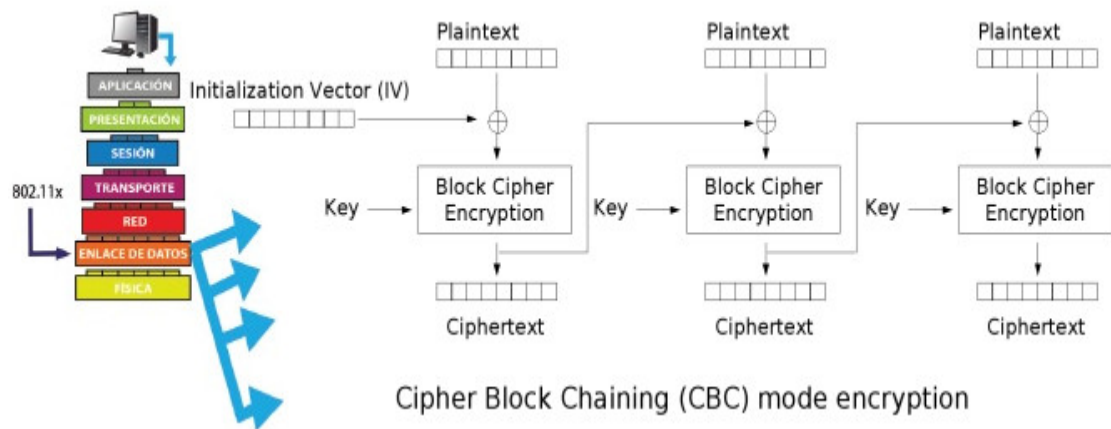 APLICACIÓN
PRESENTACIÓN
SESIÓN
TRANSPORTE
802.11x
RED
ENLACE DE DATOS
FÍSICA
Initialization Vector (IV)
Plaintext
Key
Block Cipher
Encryption
Ciphertext
Plaintext
Key
Block Cipher
Encryption
Ciphertext
Plaintext
Key
Block Cipher
Encryption
Ciphertext
Cipher Block Chaining (CBC) mode encryption